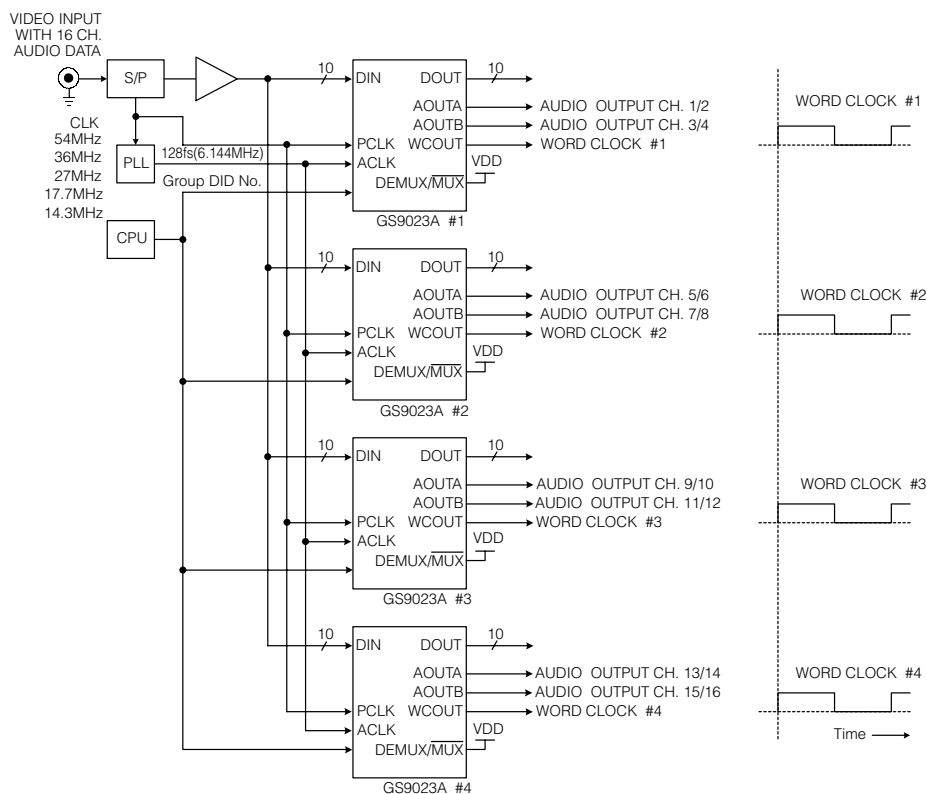 VIDEO INPUT
WITH 16 CH.
AUDIO DATA
S/P
CLK
54MHz
36MHz
27MHz
17.7MHz
14.3MHz
PLL
128fs(6.144MHz)
Group DID No.
CPU
10
DIN
DOUT
10
AOUTA
AUDIO OUTPUT CH. 1/2
AOUTB
AUDIO OUTPUT CH. 3/4
PCLK
WCOUT
WORD CLOCK #1
ACLK
VDD
DEMUX/MUX
GS9023A #1
WORD CLOCK #1
10
DIN
DOUT
10
AOUTA
AUDIO OUTPUT CH. 5/6
AOUTB
AUDIO OUTPUT CH. 7/8
PCLK
WCOUT
WORD CLOCK #2
ACLK
VDD
DEMUX/MUX
GS9023A #2
WORD CLOCK #2
10
DIN
DOUT
10
AOUTA
AUDIO OUTPUT CH. 9/10
AOUTB
AUDIO OUTPUT CH. 11/12
PCLK
WCOUT
WORD CLOCK #3
ACLK
VDD
DEMUX/MUX
GS9023A #3
WORD CLOCK #3
10
DIN
DOUT
10
AOUTA
AUDIO OUTPUT CH. 13/14
AOUTB
AUDIO OUTPUT CH. 15/16
PCLK
WCOUT
WORD CLOCK #4
ACLK
VDD
DEMUX/MUX
GS9023A #4
WORD CLOCK #4
Time